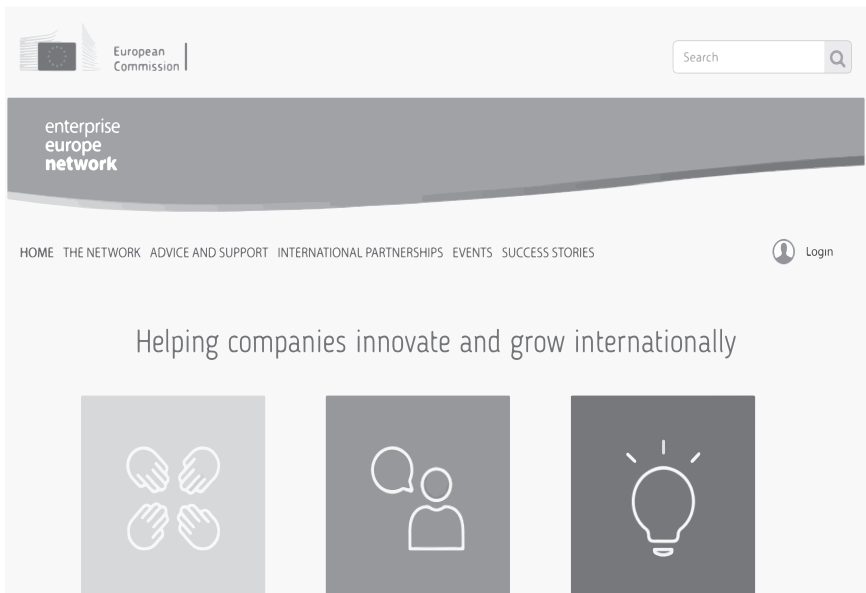 European
Commission
Search
enterprise
europe
network
HOME THE NETWORK ADVICE AND SUPPORT INTERNATIONAL PARTNERSHIPS EVENTS SUCCESS STORIES
Login
Helping companies innovate and grow internationally